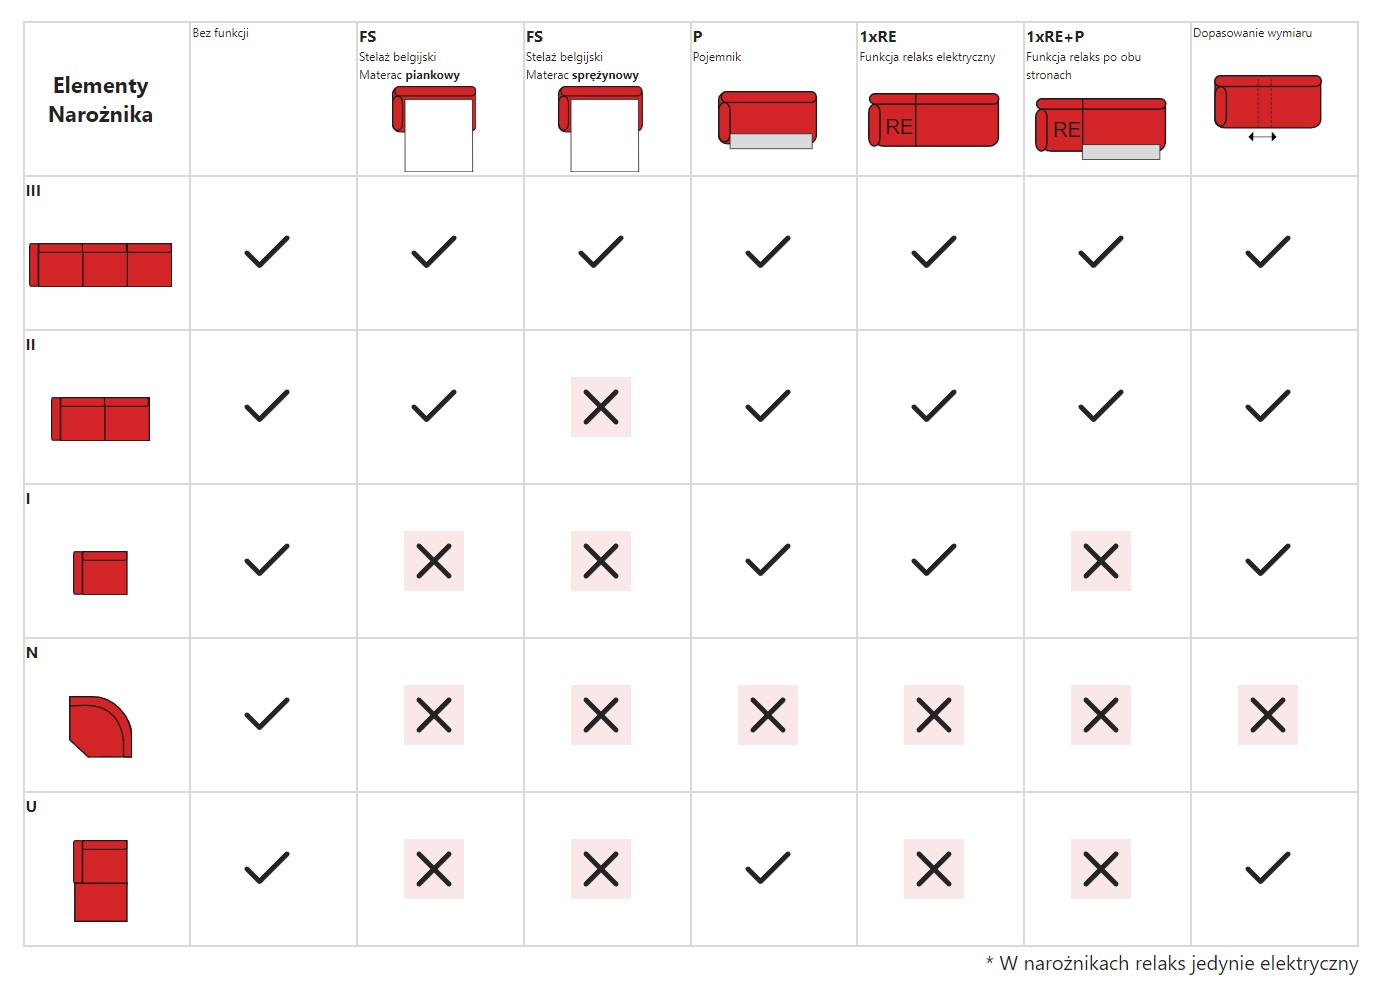 Elementy
Narożnika
Bez funkcji
FS
Stelaż belgijski
Materac piankowy
FS
Stelaż belgijski
Materac sprężynowy
P
Pojemnik
1xRE
Funkcja relaks elektryczny
RE
1xRE+P
Funkcja relaks po obu
stronach
RE
Dopasowanie wymiaru
III
II
I
N
U
* W narożnikach relaks jedynie elektryczny